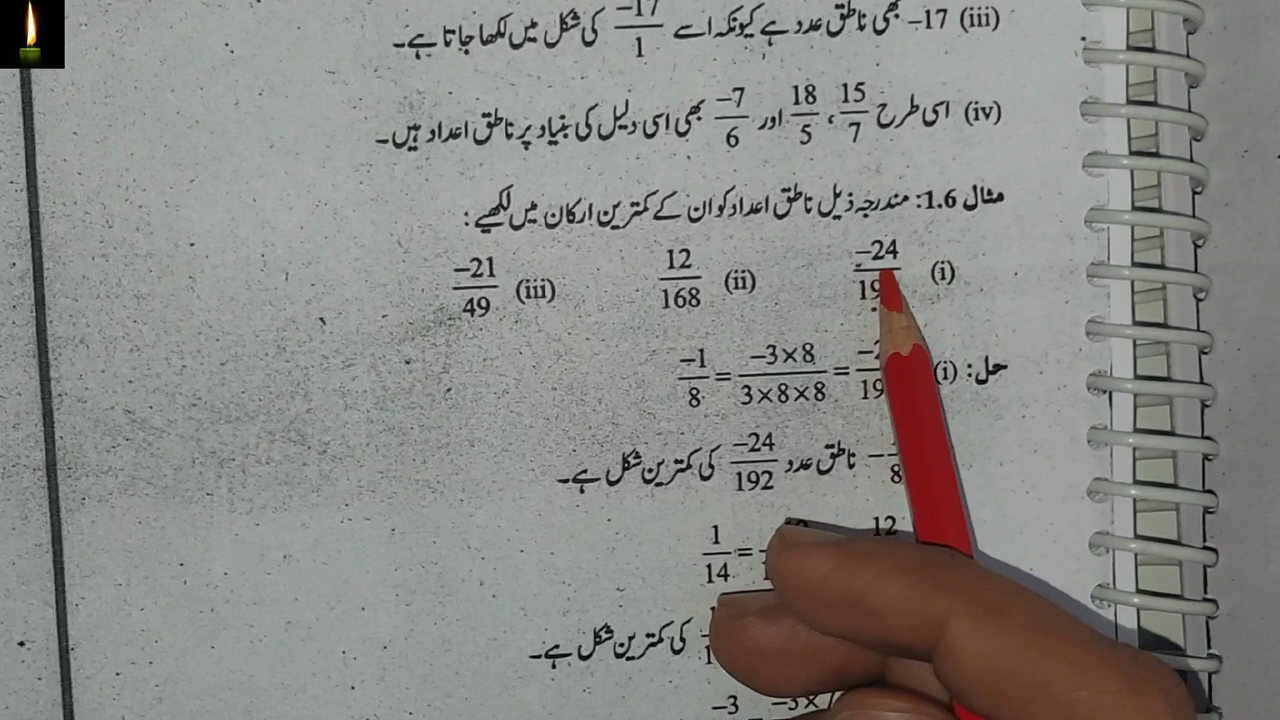 (iii) −17 بھی ناطق عدد ہے کیونکہ اسے −17/1 کی شکل میں لکھا جاتا ہے۔
(iv) اسی طرح 15/7، 18/5 اور −7/6 بھی اسی دلیل کی بنیاد پر ناطق اعداد ہیں۔
مثال 1.6: مندرجہ ذیل ناطق اعداد کو ان کے کمترین ارکان میں لکھیے :
(i) −24/19 (ii) 12/168 (iii) −21/49
حل: (i) = −3×8/3×8×8 = −1/8
ناطق عدد −24/192 کی کمترین شکل ہے۔
12 = 1/14
کی کمترین شکل ہے۔
−3